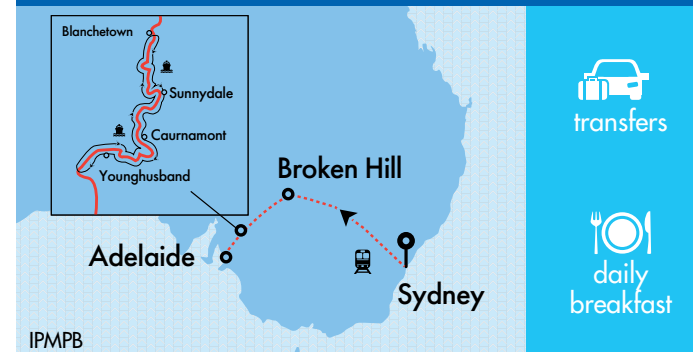 Blanchetown
Sunnydale
Caurnamont
Younghusband
Broken Hill
Adelaide
Sydney
IPMPB
transfers
daily
breakfast